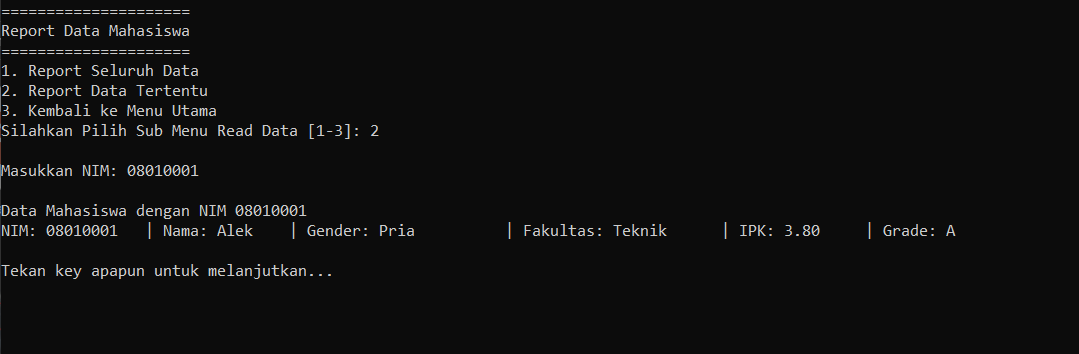 =====================
Report Data Mahasiswa
=====================
1. Report Seluruh Data
2. Report Data Tertentu
3. Kembali ke Menu Utama
Silahkan Pilih Sub Menu Read Data [1-3]: 2
Masukkan NIM: 08010001
Data Mahasiswa dengan NIM 08010001
NIM: 08010001   | Nama: Alek    | Gender: Pria          | Fakultas: Teknik      | IPK: 3.80     | Grade: A
Tekan key apapun untuk melanjutkan...